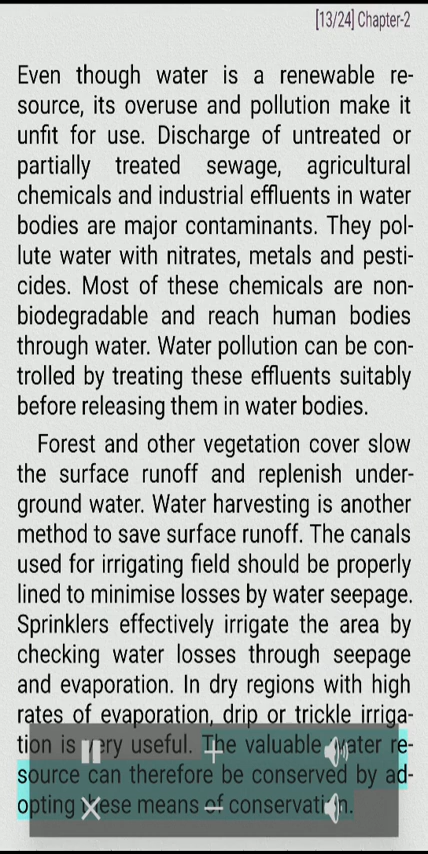 [13/24] Chapter-2
Even though water is a renewable re-
source, its overuse and pollution make it
unfit for use. Discharge of untreated or
partially treated sewage, agricultural
chemicals and industrial effluents in water
bodies are major contaminants. They pol-
lute water with nitrates, metals and pesti-
cides. Most of these chemicals are non-
biodegradable and reach human bodies
through water. Water pollution can be con-
trolled by treating these effluents suitably
before releasing them in water bodies.
Forest and other vegetation cover slow
the surface runoff and replenish under-
ground water. Water harvesting is another
method to save surface runoff. The canals
used for irrigating field should be properly
lined to minimise losses by water seepage.
Sprinklers effectively irrigate the area by
checking water losses through seepage
and evaporation. In dry regions with high
rates of evaporation, drip or trickle irriga-
tion is very useful. The valuable water re-
source can therefore be conserved by ad-
opting these means of conservation.